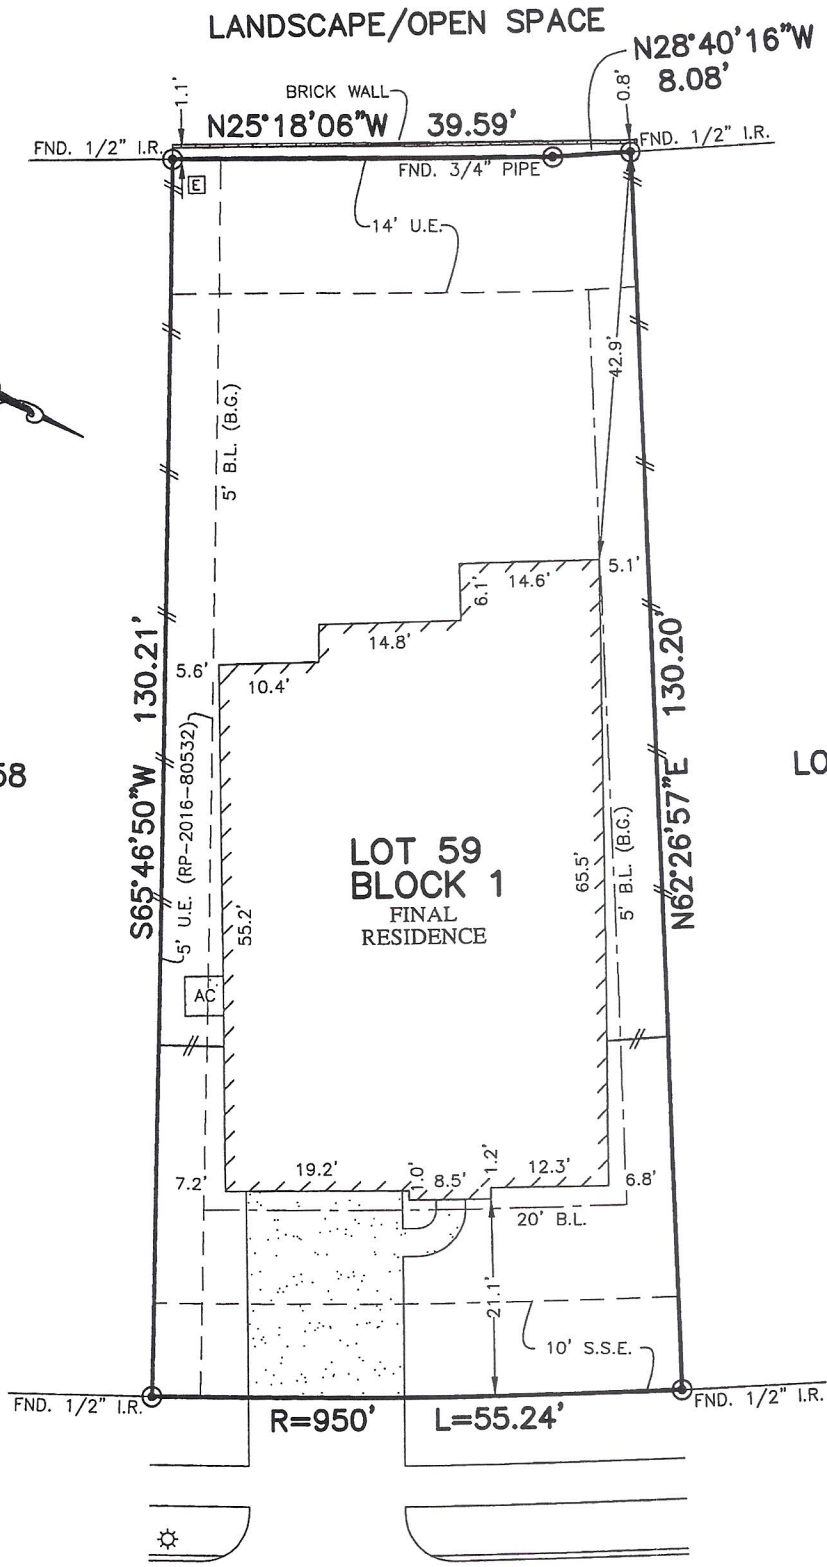 LANDSCAPE/OPEN SPACE
N28°40'16"W
8.08'
1.1'
BRICK WALL
0.8'
N25°18'06"W 39.59'
FND. 1/2" I.R.
FND. 1/2" I.R.
FND. 3/4" PIPE
E
14' U.E.
42.9'
5' B.L. (B.G.)
5.1'
14.6'
6.1'
14.8'
5.6'
10.4'
S65°46'50"W 130.21'
5' U.E. (RP-2016-80532)
N62°26'57"E 130.20'
58
LO
LOT 59
BLOCK 1
FINAL
RESIDENCE
65.5'
5' B.L. (B.G.)
55.2'
AC
7.2'
19.2'
1.0'
8.5'
1.2'
12.3'
6.8'
20' B.L.
21.1'
10' S.S.E.
FND. 1/2" I.R.
FND. 1/2" I.R.
R=950' L=55.24'